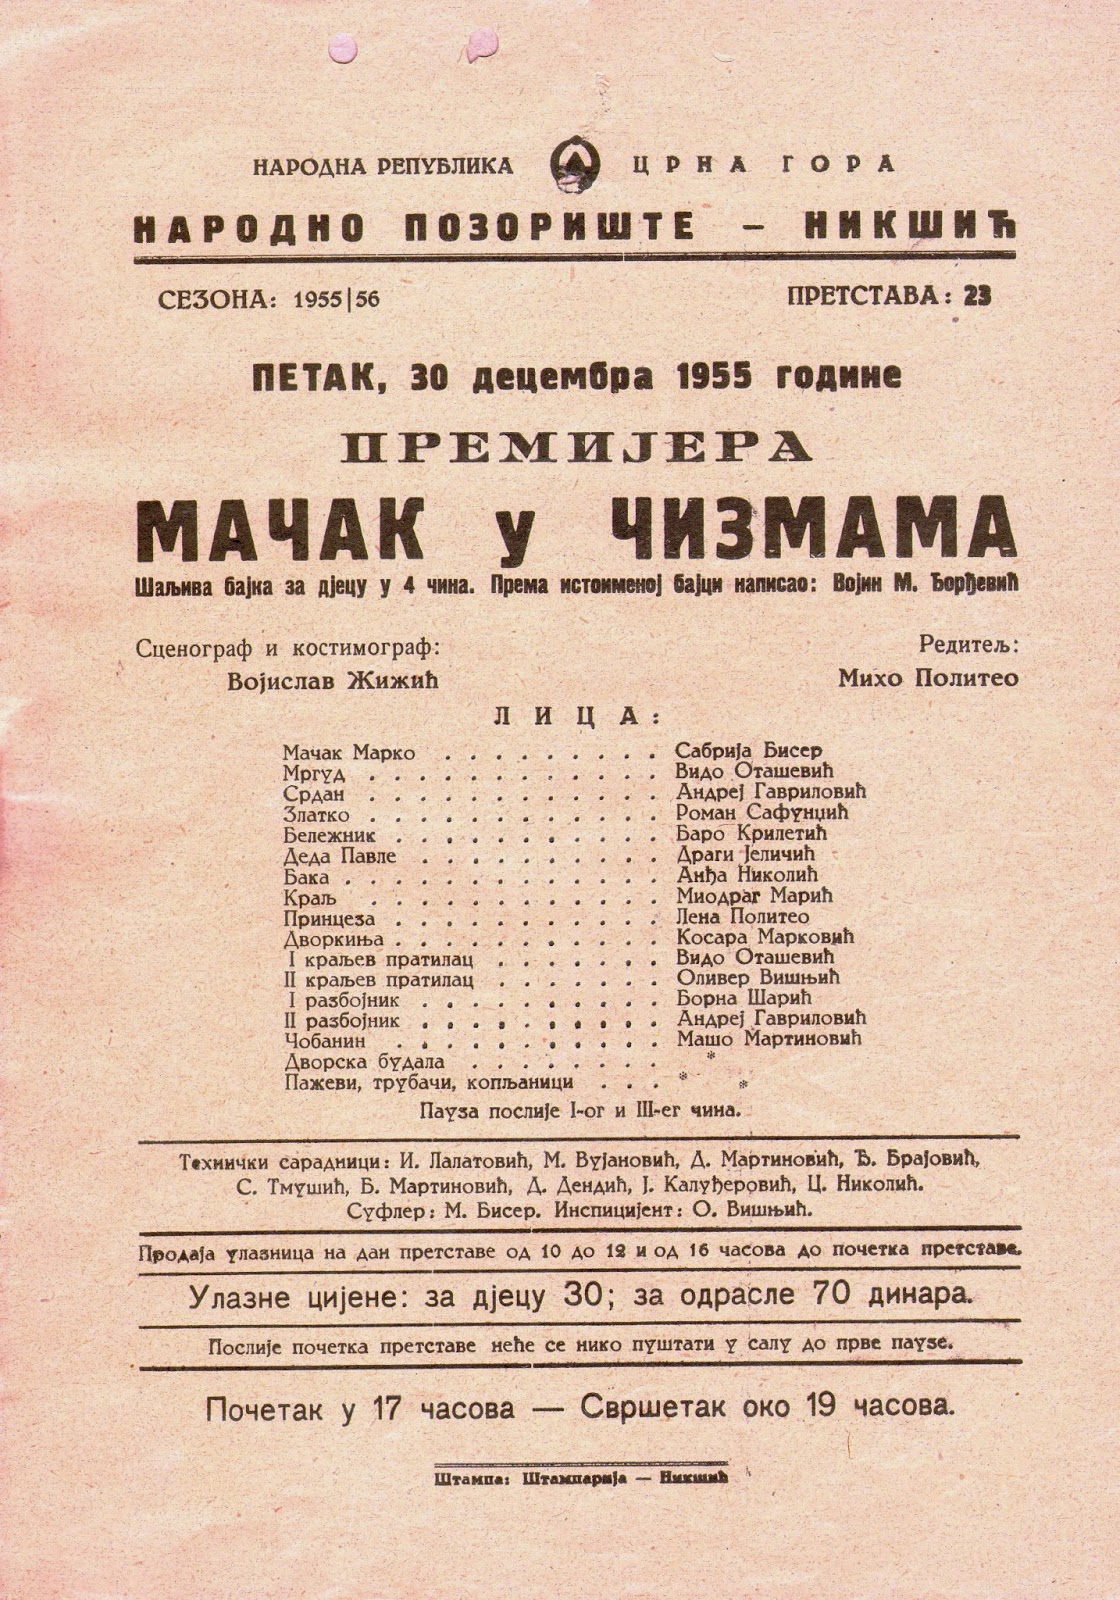 НАРОДНА РЕПУБЛИКА ЦРНА ГОРА
НАРОДНО ПОЗОРИШТЕ – НИКШИЋ
СЕЗОНА: 1955|56 ПРЕТСТАВА: 23
ПЕТАК, 30 децембра 1955 године
ПРЕМИЈЕРА
МАЧАК у ЧИЗМАМА
Шаљива бајка за дјецу у 4 чина. Према истоименој бајци написао: Војин М. Ђорђевић
Сценограф и костимограф: Редитељ:
Војислав Жижић Михо Политео
ЛИЦА:
Мачак Марко . . . . . . . . . Сабрија Бисер
Мргуд . . . . . . . . . . . . Видо Оташевић
Срдан . . . . . . . . . . . . Андреј Гавриловић
Златко . . . . . . . . . . . . Роман Сафунџић
Бележник . . . . . . . . . . . Баро Крилетић
Деда Павле . . . . . . . . . . Драги Јеличић
Бака . . . . . . . . . . . . . Анђа Николић
Краљ . . . . . . . . . . . . Миодраг Марић
Принцеза . . . . . . . . . . . Лена Политео
Дворкиња . . . . . . . . . . . Косара Марковић
I краљев пратилац . . . . . . . Видо Оташевић
II краљев пратилац . . . . . . . Оливер Вишњић
I разбојник . . . . . . . . . . Борна Шарић
II разбојник . . . . . . . . . . Андреј Гавриловић
Чобанин . . . . . . . . . . . Машо Мартиновић
Дворска будала . . . . . . . . *
Пажеви, трубачи, копљаници . . . * *
Пауза послије I-ог и III-ег чина.
Технички сарадници: И. Лалатовић, М. Вујановић, Д. Мартиновић, Ђ. Брајовић,
С. Тмушић, Б. Мартиновић, Д. Дендић, Ј. Калуђеровић, Ц. Николић.
Суфлер: М. Бисер. Инспицијент: О. Вишњић.
Продаја улазница на дан претставе од 10 до 12 и од 16 часова до почетка претставе.
Улазне цијене: за дјецу 30; за одрасле 70 динара.
Послије почетка претставе неће се нико пуштати у салу до прве паузе.
Почетак у 17 часова — Свршетак око 19 часова.
Штампа: Штампарија — Никшић